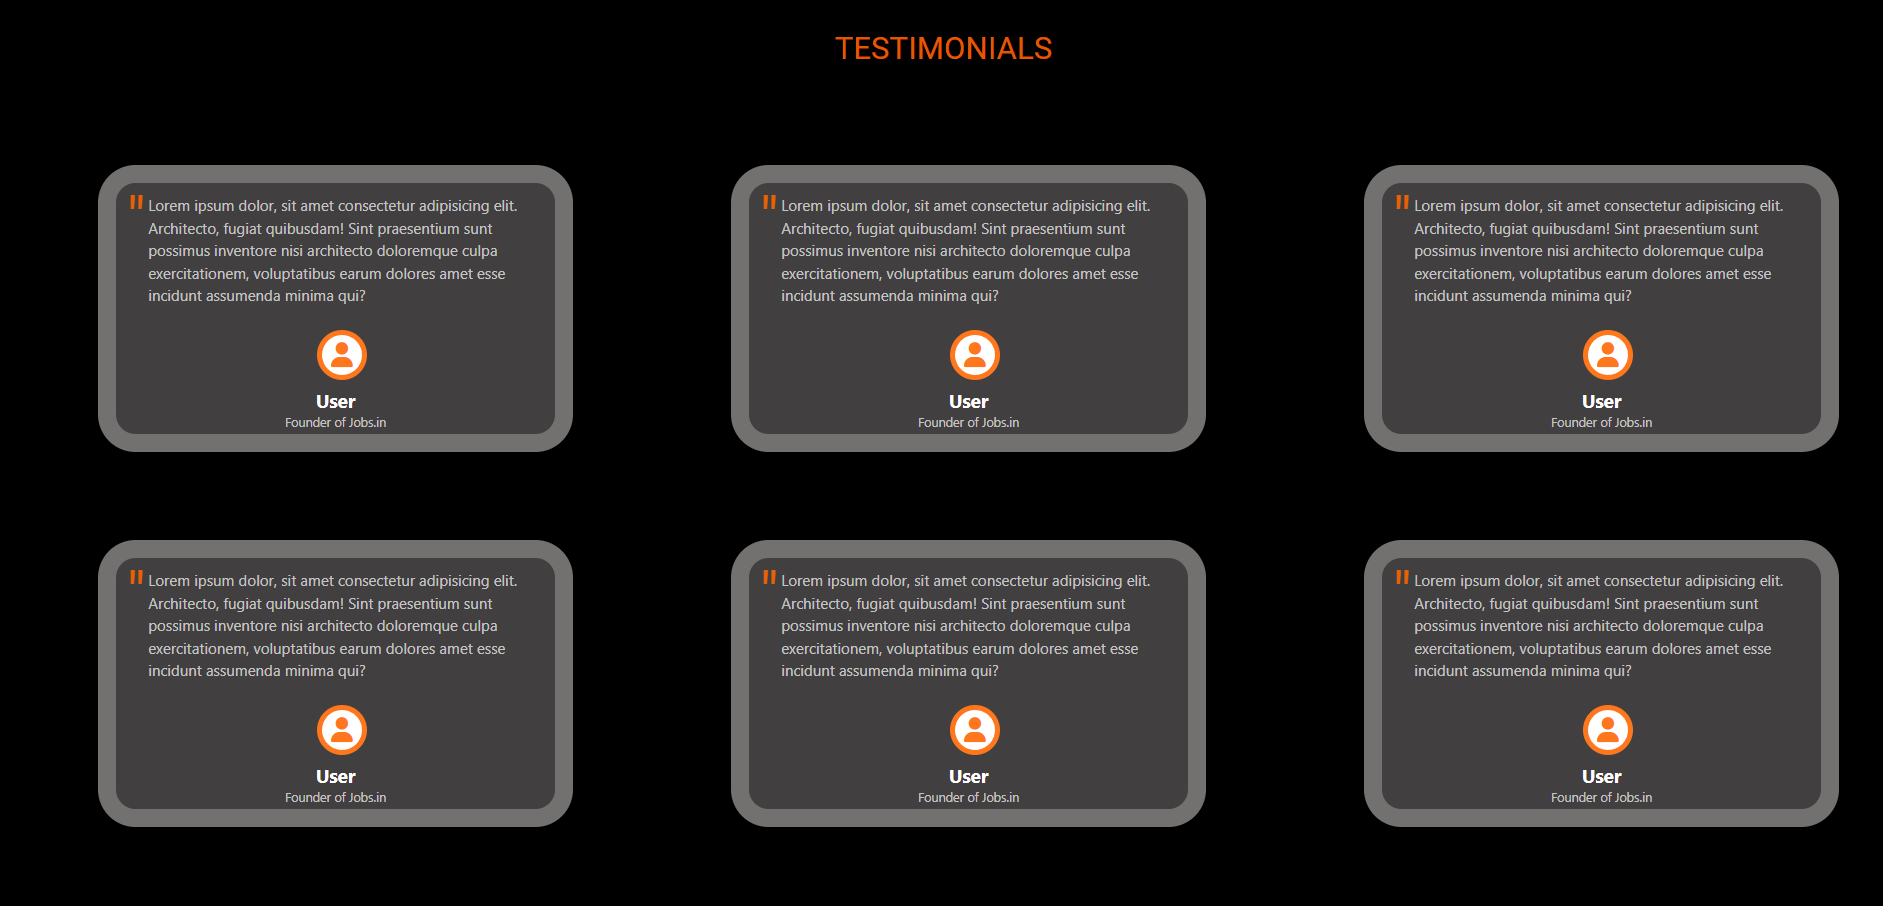 TESTIMONIALS
" Lorem ipsum dolor, sit amet consectetur adipisicing elit.
Architecto, fugiat quibusdam! Sint praesentium sunt
possimus inventore nisi architecto doloremque culpa
exercitationem, voluptatibus earum dolores amet esse
incidunt assumenda minima qui?
User
Founder of Jobs.in
" Lorem ipsum dolor, sit amet consectetur adipisicing elit.
Architecto, fugiat quibusdam! Sint praesentium sunt
possimus inventore nisi architecto doloremque culpa
exercitationem, voluptatibus earum dolores amet esse
incidunt assumenda minima qui?
User
Founder of Jobs.in
" Lorem ipsum dolor, sit amet consectetur adipisicing elit.
Architecto, fugiat quibusdam! Sint praesentium sunt
possimus inventore nisi architecto doloremque culpa
exercitationem, voluptatibus earum dolores amet esse
incidunt assumenda minima qui?
User
Founder of Jobs.in
" Lorem ipsum dolor, sit amet consectetur adipisicing elit.
Architecto, fugiat quibusdam! Sint praesentium sunt
possimus inventore nisi architecto doloremque culpa
exercitationem, voluptatibus earum dolores amet esse
incidunt assumenda minima qui?
User
Founder of Jobs.in
" Lorem ipsum dolor, sit amet consectetur adipisicing elit.
Architecto, fugiat quibusdam! Sint praesentium sunt
possimus inventore nisi architecto doloremque culpa
exercitationem, voluptatibus earum dolores amet esse
incidunt assumenda minima qui?
User
Founder of Jobs.in
" Lorem ipsum dolor, sit amet consectetur adipisicing elit.
Architecto, fugiat quibusdam! Sint praesentium sunt
possimus inventore nisi architecto doloremque culpa
exercitationem, voluptatibus earum dolores amet esse
incidunt assumenda minima qui?
User
Founder of Jobs.in